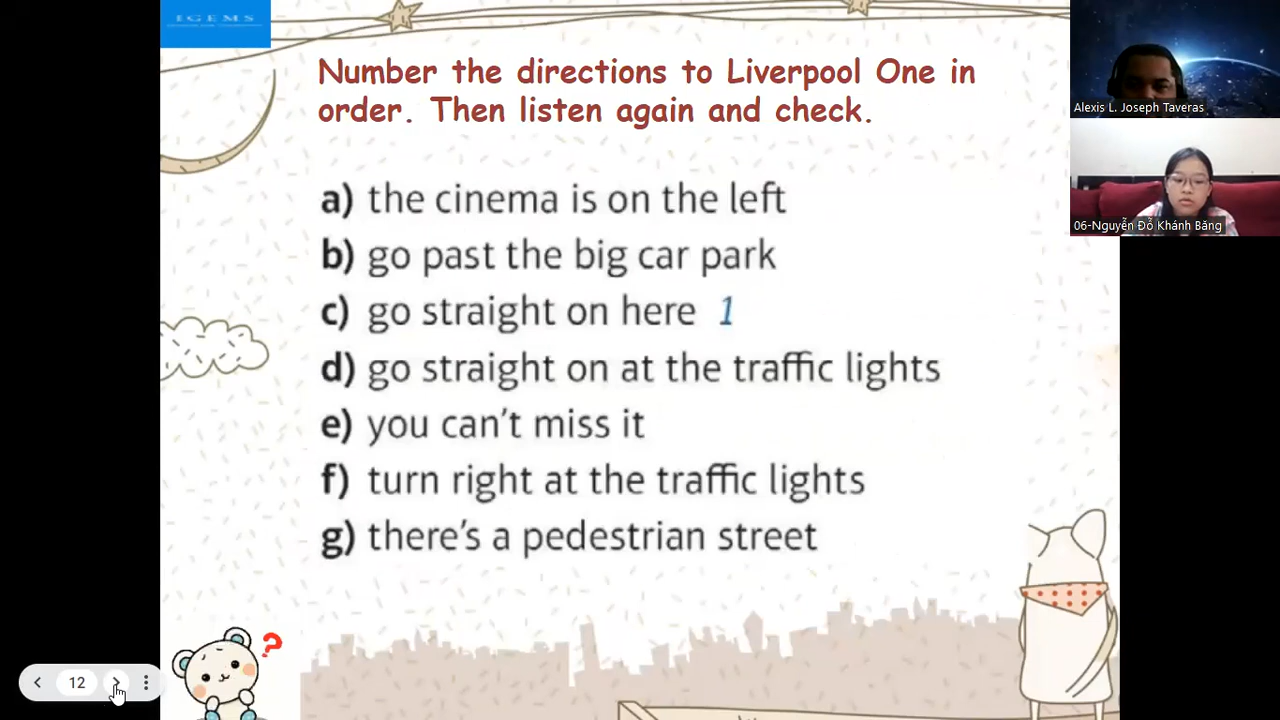 IGEMS
Number the directions to Liverpool One in
order. Then listen again and check.
a) the cinema is on the left
b) go past the big car park
c) go straight on here 1
d) go straight on at the traffic lights
e) you can't miss it
f) turn right at the traffic lights
g) there's a pedestrian street
?
12
Alexis L. Joseph Taveras
06-Nguyễn Đỗ Khánh Băng